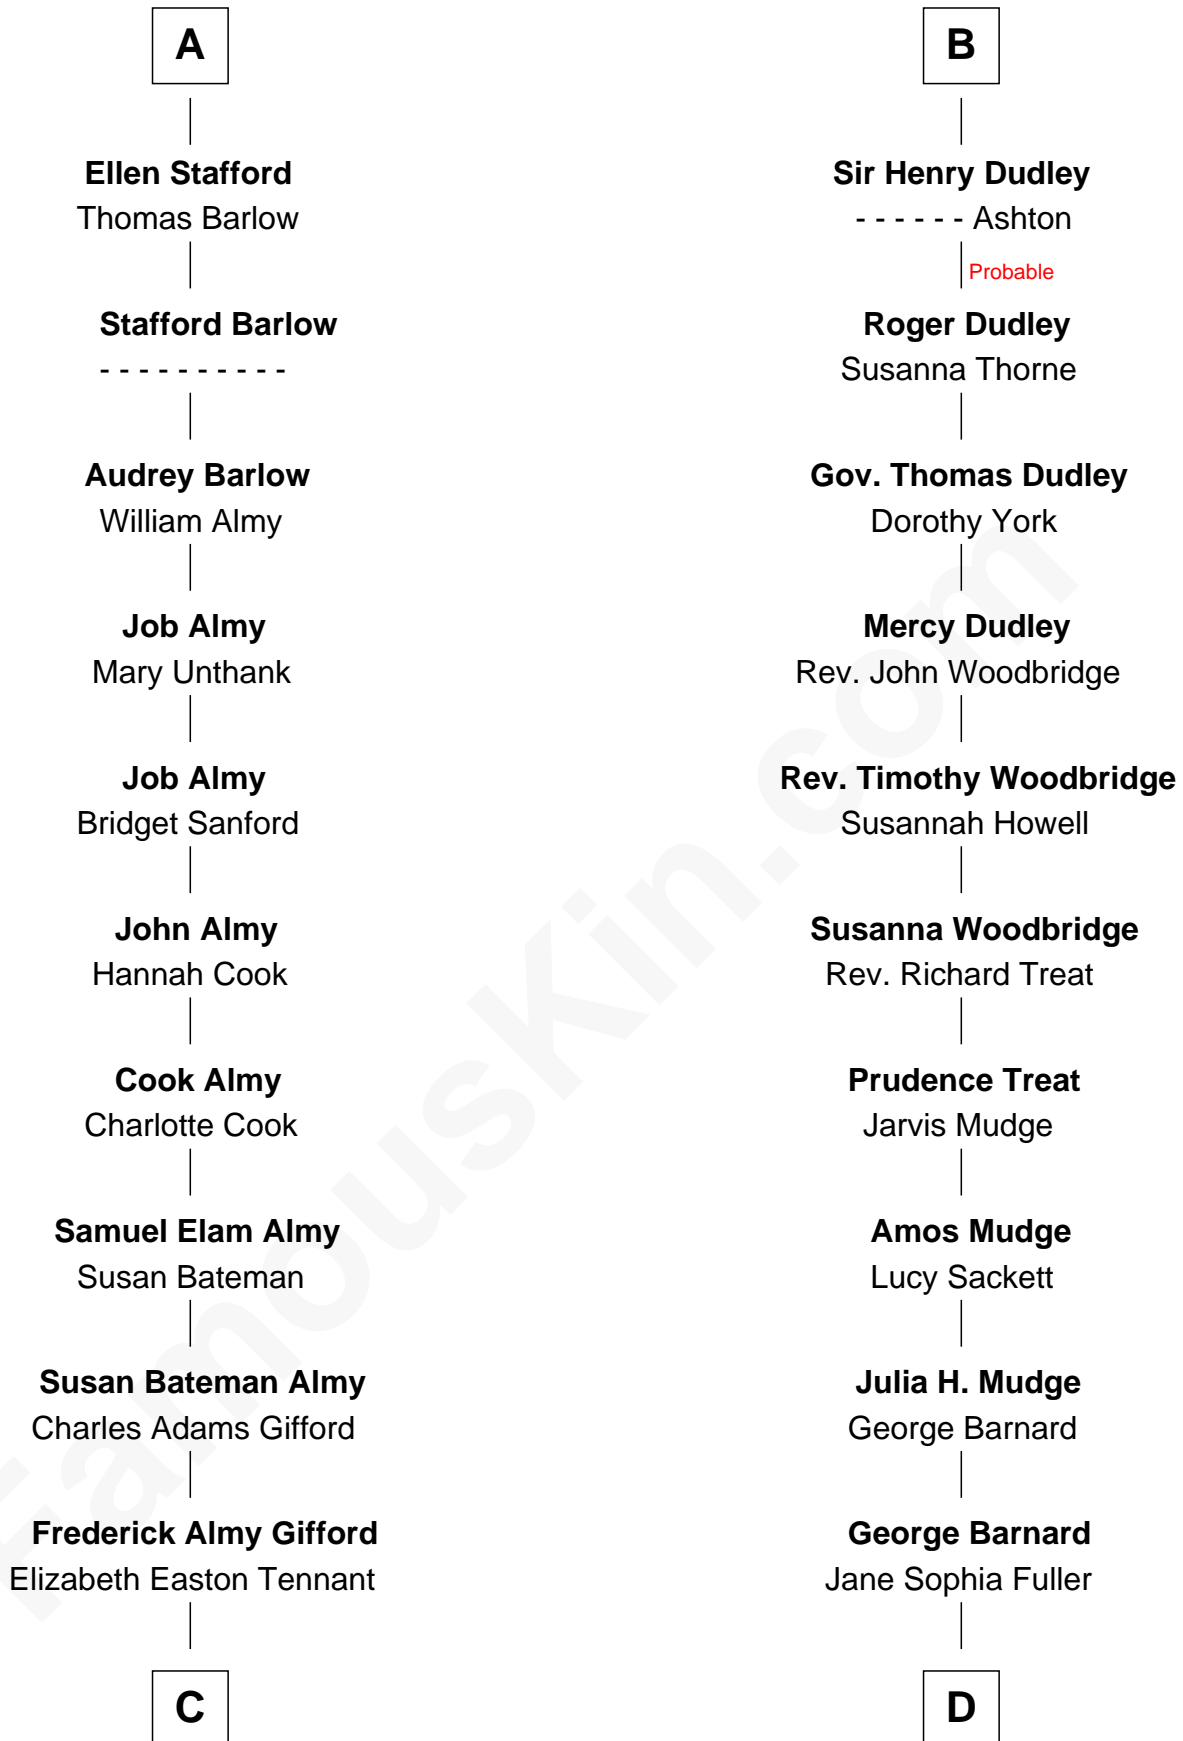 A
Ellen Stafford
Thomas Barlow
Stafford Barlow
- - - - - - - - - -
Audrey Barlow
William Almy
Job Almy
Mary Unthank
Job Almy
Bridget Sanford
John Almy
Hannah Cook
Cook Almy
Charlotte Cook
Samuel Elam Almy
Susan Bateman
Susan Bateman Almy
Charles Adams Gifford
Frederick Almy Gifford
Elizabeth Easton Tennant
C
B
Sir Henry Dudley
- - - - - - Ashton
Probable
Roger Dudley
Susanna Thorne
Gov. Thomas Dudley
Dorothy York
Mercy Dudley
Rev. John Woodbridge
Rev. Timothy Woodbridge
Susannah Howell
Susanna Woodbridge
Rev. Richard Treat
Prudence Treat
Jarvis Mudge
Amos Mudge
Lucy Sackett
Julia H. Mudge
George Barnard
George Barnard
Jane Sophia Fuller
D
FamousKin.com